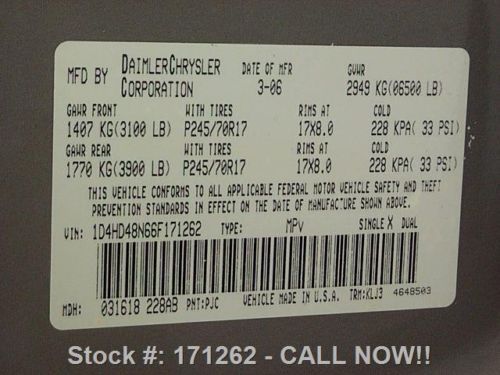 MFD BY DAIMLERCHRYSLER CORPORATION DATE OF MFR 3-06 GVWR 2949 KG(06500 LB)
GAWR FRONT WITH TIRES RIMS AT COLD
1407 KG(3100 LB) P245/70R17 17X8.0 228 KPA( 33 PSI)
GAWR REAR WITH TIRES RIMS AT COLD
1770 KG(3900 LB) P245/70R17 17X8.0 228 KPA( 33 PSI)
THIS VEHICLE CONFORMS TO ALL APPLICABLE FEDERAL MOTOR VEHICLE SAFETY AND THEFT
PREVENTION STANDARDS IN EFFECT ON THE DATE OF MANUFACTURE SHOWN ABOVE.
VIN: 1D4HD48N66F171262 TYPE: MPV SINGLE X DUAL
MDH: 031618 228AB PNT:PJC VEHICLE MADE IN U.S.A. TRM:KLJ3 4648503
Stock #: 171262 - CALL NOW!!